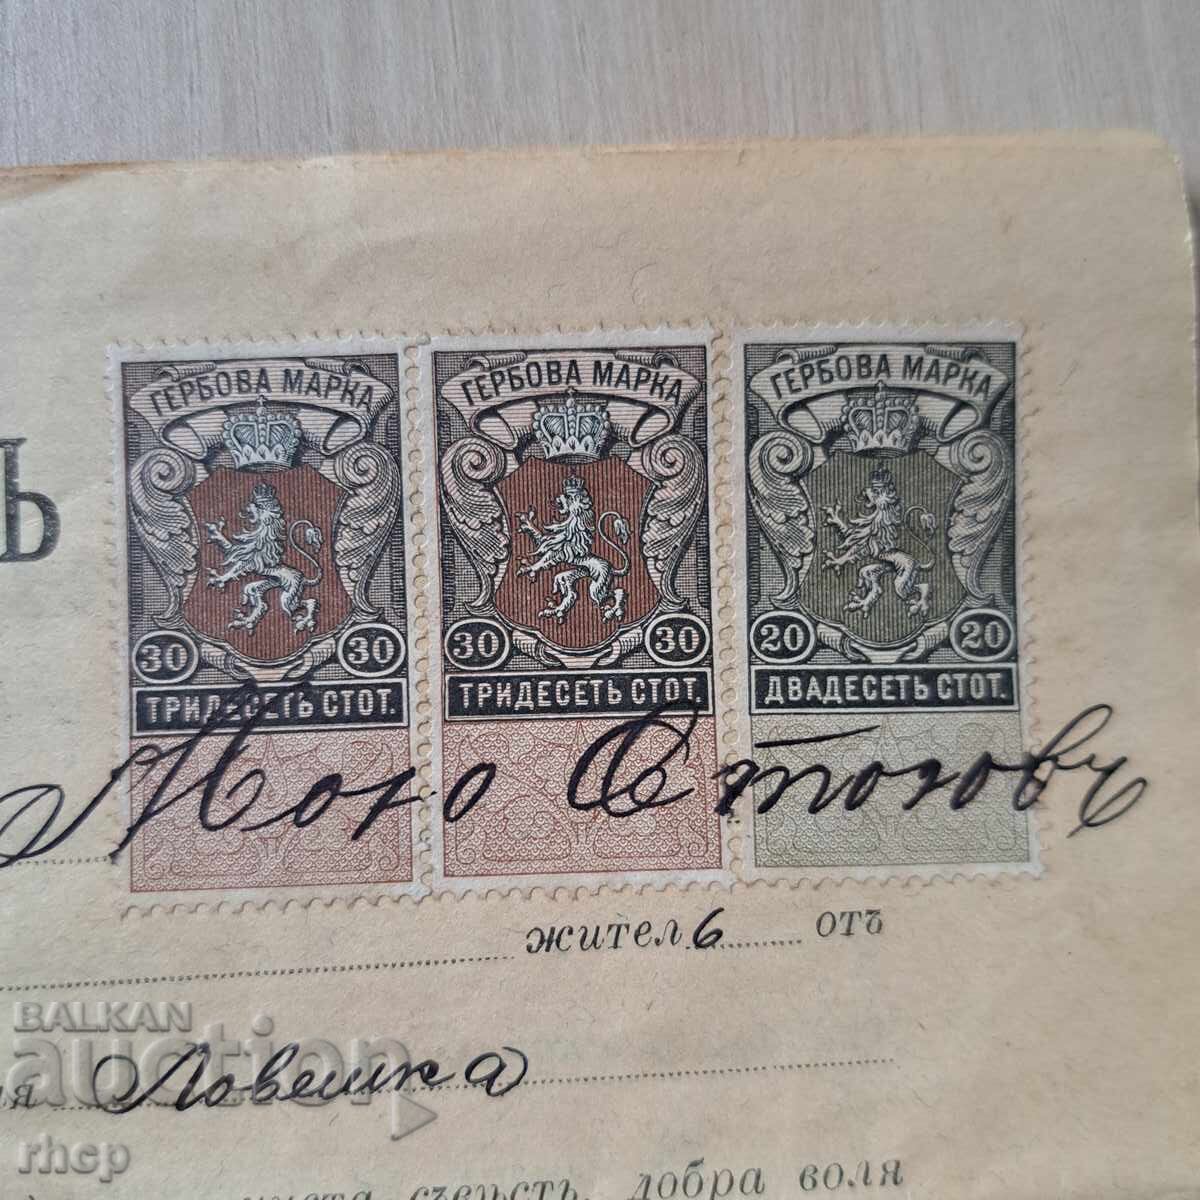 ГЕРБОВА МАРКА ГЕРБОВА МАРКА ГЕРБОВА МАРКА
Ъ
30 30 30 30 20 20
ТРИДЕСЕТЬ СТОТ. ТРИДЕСЕТЬ СТОТ. ДВАДЕСЕТЬ СТОТ.
жител6 отъ
BALKAN
auction
Ловешка
rhcp
съвѣсть, добра воля